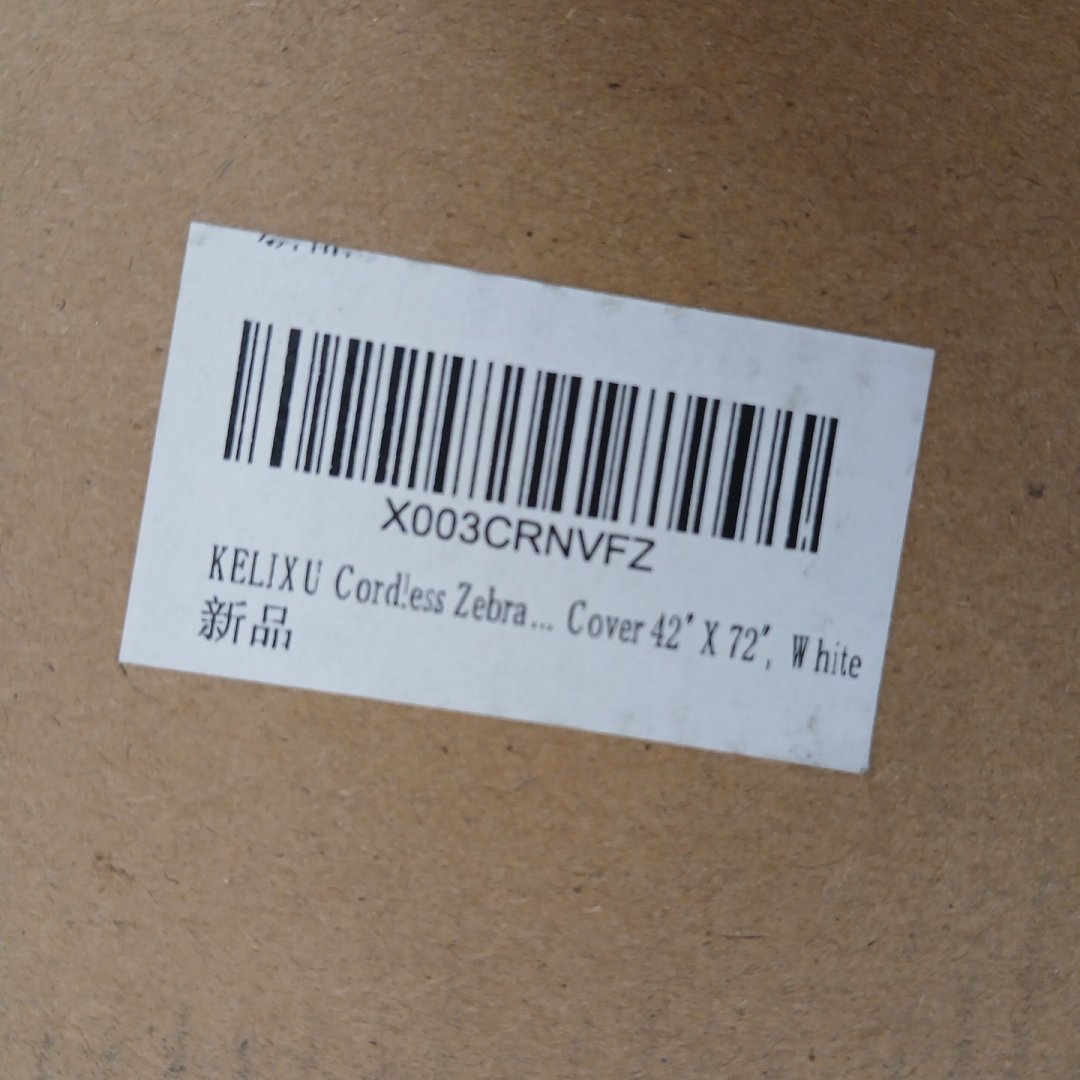 X003CRNVFZ
KELIXU Cordless Zebra... Cover 42" X 72", White
新品